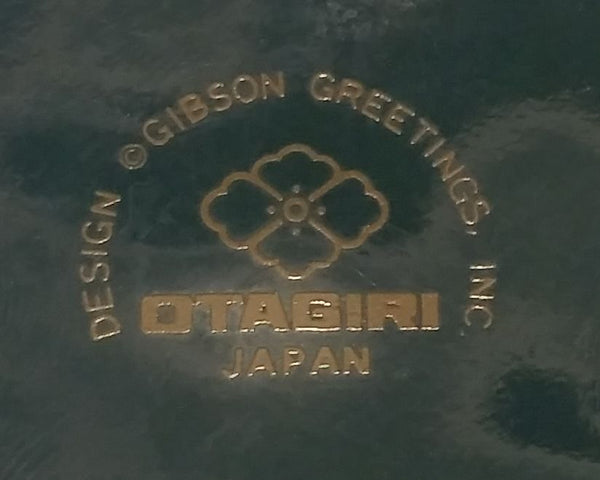 DESIGN ©GIBSON GREETINGS, INC.
OTAGIRI
JAPAN